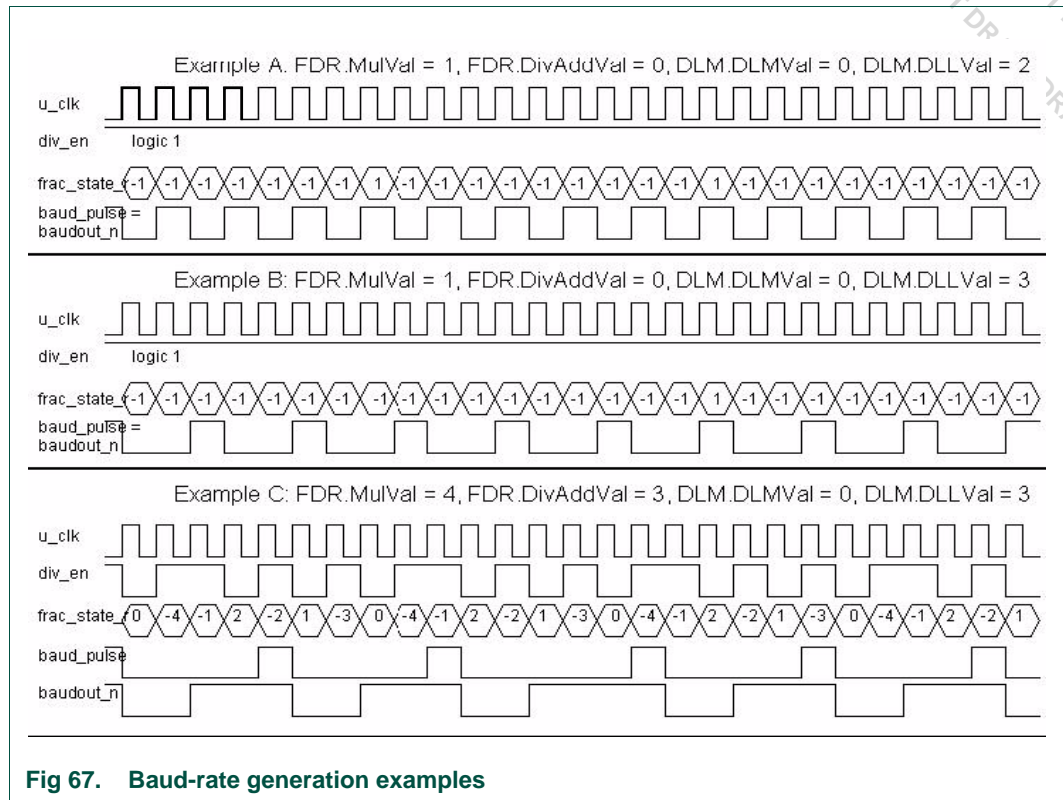 Example A. FDR.MulVal = 1, FDR.DivAddVal = 0, DLM.DLMVal = 0, DLM.DLLVal = 2
u_clk
div_en logic 1
frac_state_r -1 -1 -1 -1 -1 -1 -1 1 -1 -1 -1 -1 -1 -1 -1 -1 -1 1 -1 -1 -1 -1 -1 -1 -1 -1 -1
baud_pulse =
baudout_n
Example B: FDR.MulVal = 1, FDR.DivAddVal = 0, DLM.DLMVal = 0, DLM.DLLVal = 3
u_clk
div_en logic 1
frac_state_r -1 -1 -1 -1 -1 -1 -1 -1 -1 -1 -1 -1 -1 -1 -1 -1 -1 1 -1 -1 -1 -1 -1 -1 -1 -1 -1
baud_pulse =
baudout_n
Example C: FDR.MulVal = 4, FDR.DivAddVal = 3, DLM.DLMVal = 0, DLM.DLLVal = 3
u_clk
div_en
frac_state_r 0 -4 -1 2 -2 1 -3 0 -4 -1 2 -2 1 -3 0 -4 -1 2 -2 1 -3 0 -4 -1 2 -2 1
baud_pulse
baudout_n
Fig 67. Baud-rate generation examples